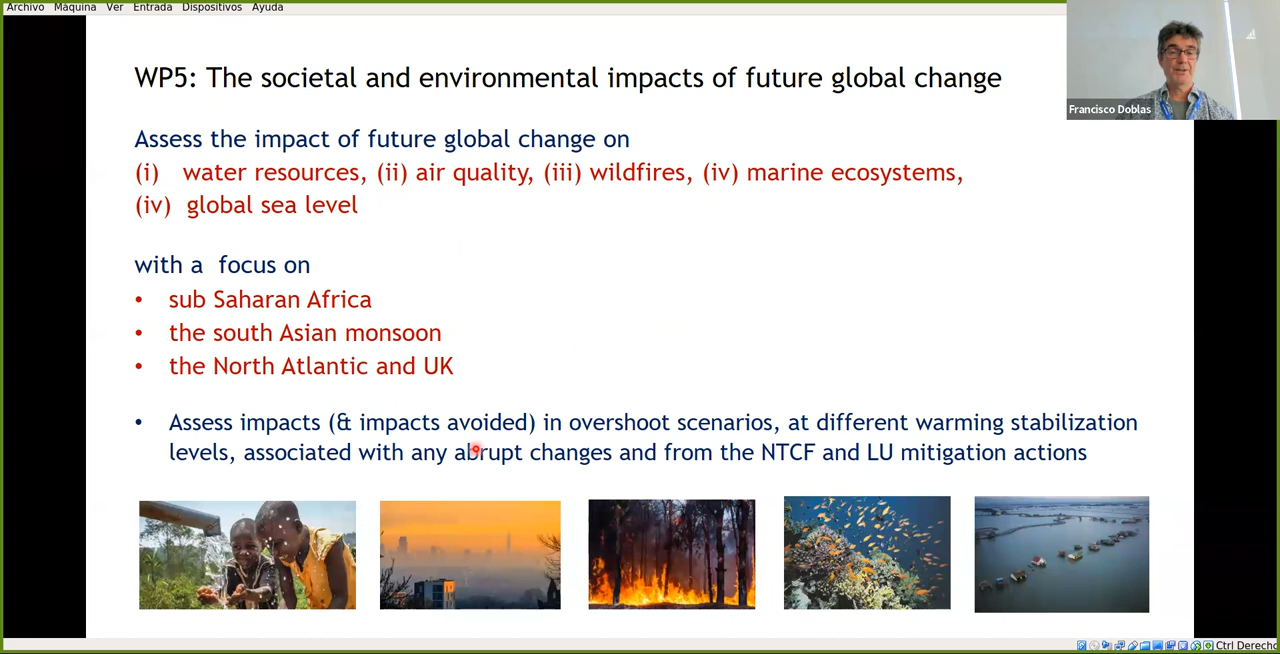 Archivo Máquina Ver Entrada Dispositivos Ayuda
WP5: The societal and environmental impacts of future global change
Francisco Doblas
Assess the impact of future global change on
(i) water resources, (ii) air quality, (iii) wildfires, (iv) marine ecosystems,
(iv) global sea level
with a focus on
• sub Saharan Africa
• the south Asian monsoon
• the North Atlantic and UK
• Assess impacts (& impacts avoided) in overshoot scenarios, at different warming stabilization
levels, associated with any abrupt changes and from the NTCF and LU mitigation actions
Ctrl Derecho